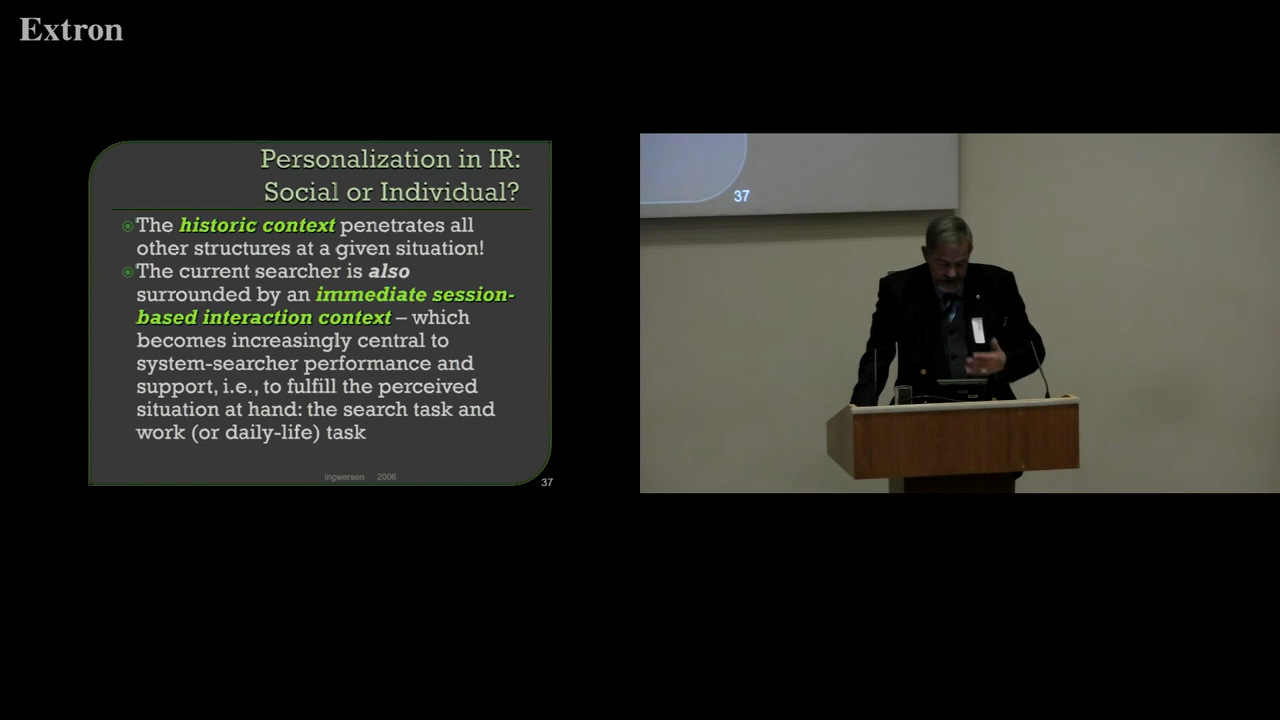 Extron
Personalization in IR:
Social or Individual?
The historic context penetrates all
other structures at a given situation!
The current searcher is also
surrounded by an immediate session-
based interaction context – which
becomes increasingly central to
system-searcher performance and
support, i.e., to fulfill the perceived
situation at hand: the search task and
work (or daily-life) task
Ingwersen 2006
37
37